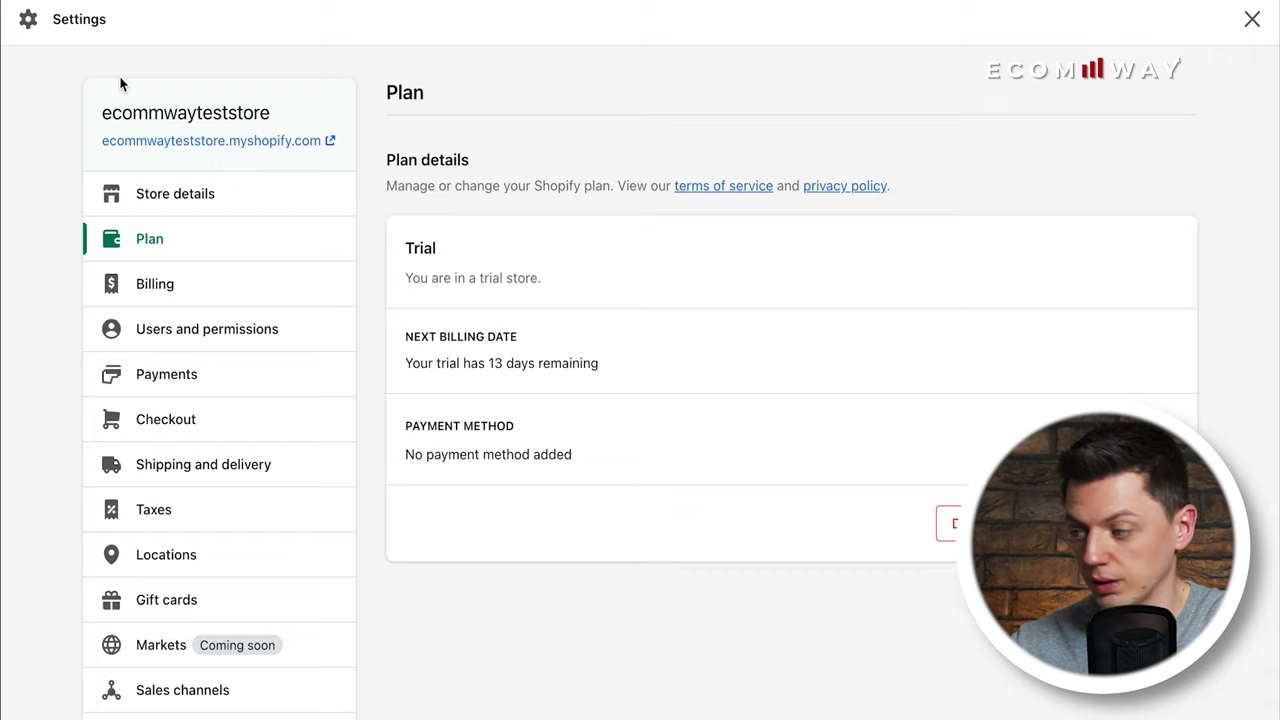 Settings
ECOM WAY
ecommwayteststore
ecommwayteststore.myshopify.com
Store details
Plan
Billing
Users and permissions
Payments
Checkout
Shipping and delivery
Taxes
Locations
Gift cards
Markets Coming soon
Sales channels
Plan
Plan details
Manage or change your Shopify plan. View our terms of service and privacy policy.
Trial
You are in a trial store.
NEXT BILLING DATE
Your trial has 13 days remaining
PAYMENT METHOD
No payment method added